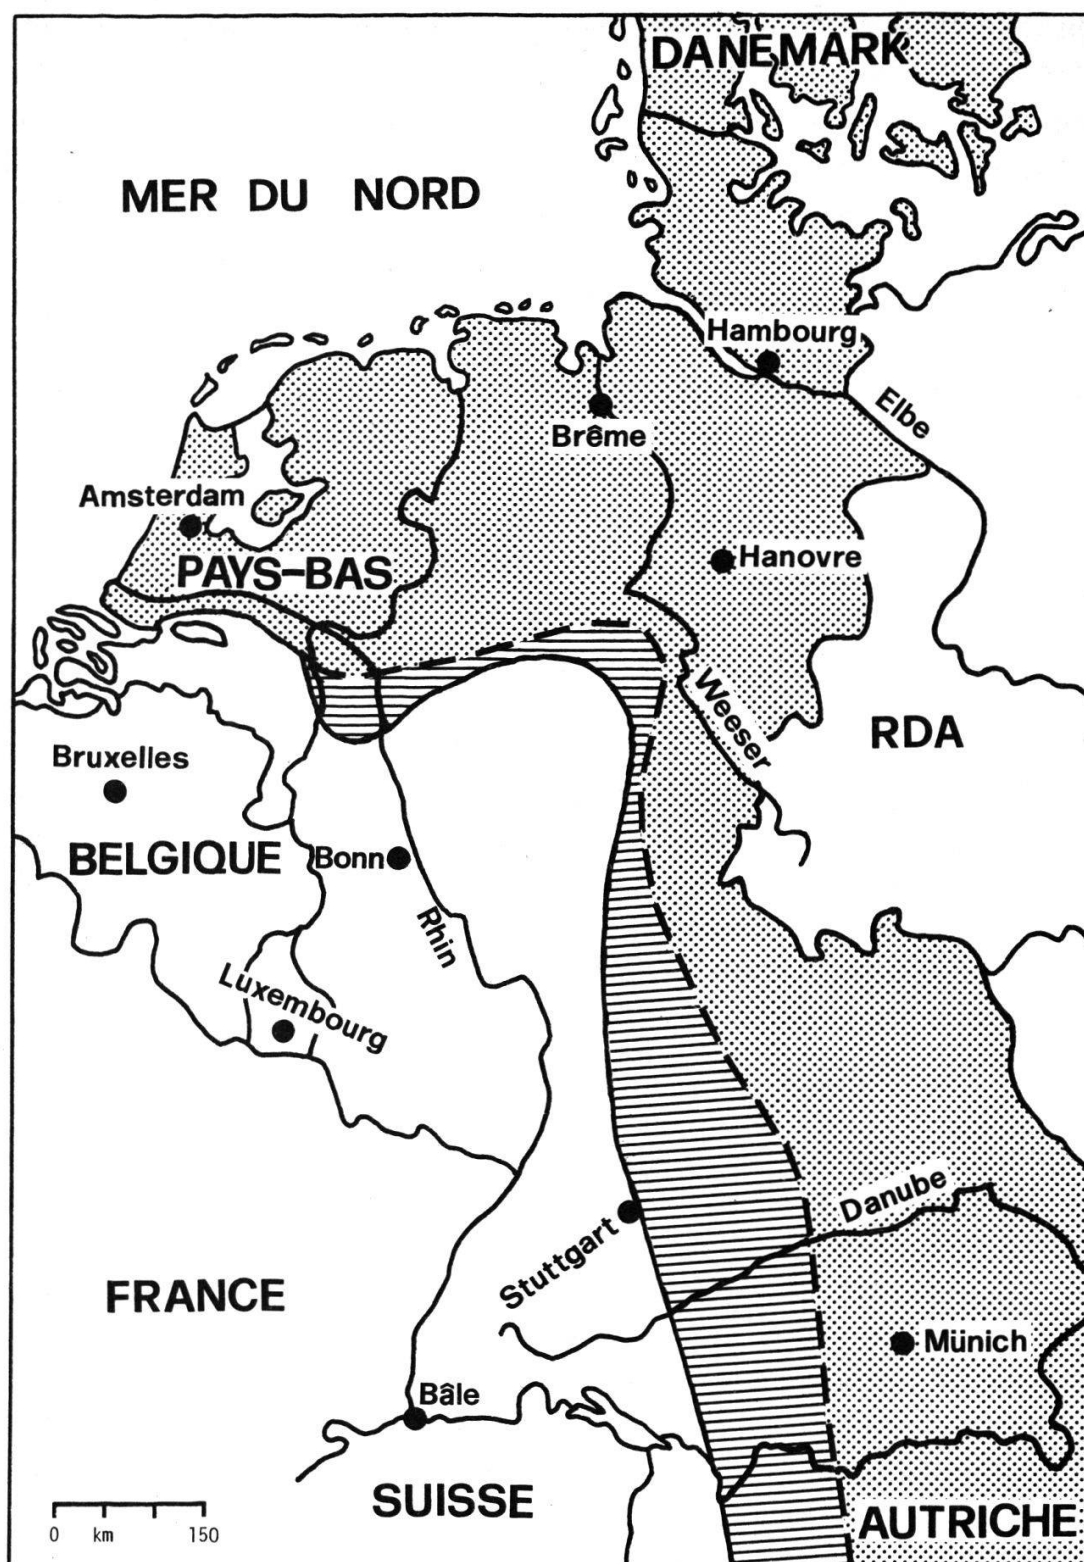 DANEMARK
MER DU NORD
Hambourg
Elbe
Brême
Amsterdam
Hanovre
PAYS-BAS
Weeser
RDA
Bruxelles
BELGIQUE
Bonn
Rhin
Luxembourg
Danube
Stuttgart
FRANCE
Münich
Bâle
SUISSE
AUTRICHE
0 km 150